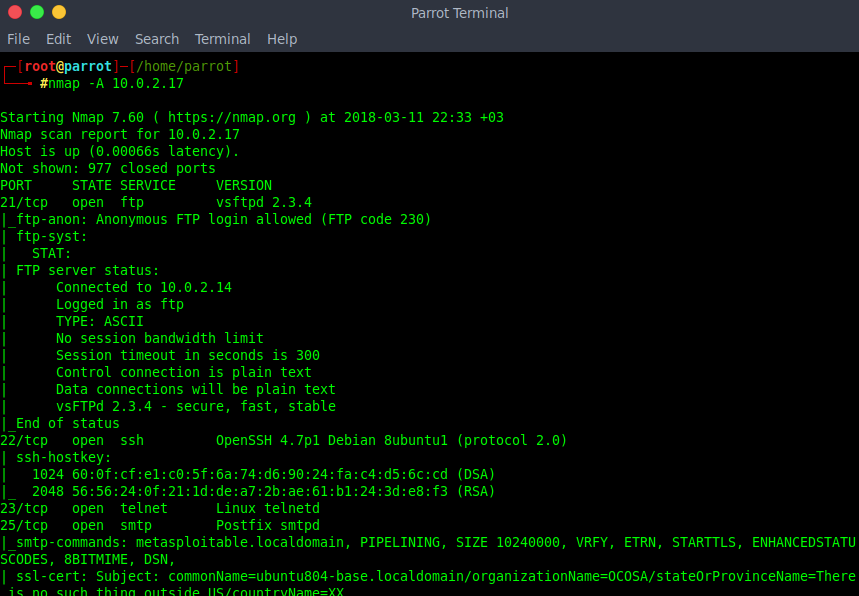 Parrot Terminal
File Edit View Search Terminal Help
[root@parrot]─[/home/parrot]
#nmap -A 10.0.2.17
Starting Nmap 7.60 ( https://nmap.org ) at 2018-03-11 22:33 +03
Nmap scan report for 10.0.2.17
Host is up (0.00066s latency).
Not shown: 977 closed ports
PORT     STATE SERVICE     VERSION
21/tcp   open  ftp         vsftpd 2.3.4
|_ftp-anon: Anonymous FTP login allowed (FTP code 230)
| ftp-syst:
|   STAT:
| FTP server status:
|      Connected to 10.0.2.14
|      Logged in as ftp
|      TYPE: ASCII
|      No session bandwidth limit
|      Session timeout in seconds is 300
|      Control connection is plain text
|      Data connections will be plain text
|      vsFTPd 2.3.4 - secure, fast, stable
|_End of status
22/tcp   open  ssh         OpenSSH 4.7p1 Debian 8ubuntu1 (protocol 2.0)
| ssh-hostkey:
|   1024 60:0f:cf:e1:c0:5f:6a:74:d6:90:24:fa:c4:d5:6c:cd (DSA)
|_  2048 56:56:24:0f:21:1d:de:a7:2b:ae:61:b1:24:3d:e8:f3 (RSA)
23/tcp   open  telnet      Linux telnetd
25/tcp   open  smtp        Postfix smtpd
|_smtp-commands: metasploitable.localdomain, PIPELINING, SIZE 10240000, VRFY, ETRN, STARTTLS, ENHANCEDSTATU
SCODES, 8BITMIME, DSN,
| ssl-cert: Subject: commonName=ubuntu804-base.localdomain/organizationName=OCOSA/stateOrProvinceName=There
is no such thing outside US/countryName=XX